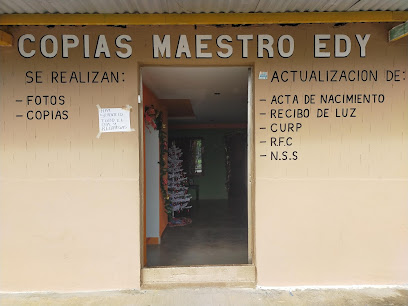 COPIAS MAESTRO EDY
SE REALIZAN:
- FOTOS
- COPIAS
ACTUALIZACION DE:
- ACTA DE NACIMIENTO
- RECIBO DE LUZ
- CURP
- R.F.C
- N.S.S